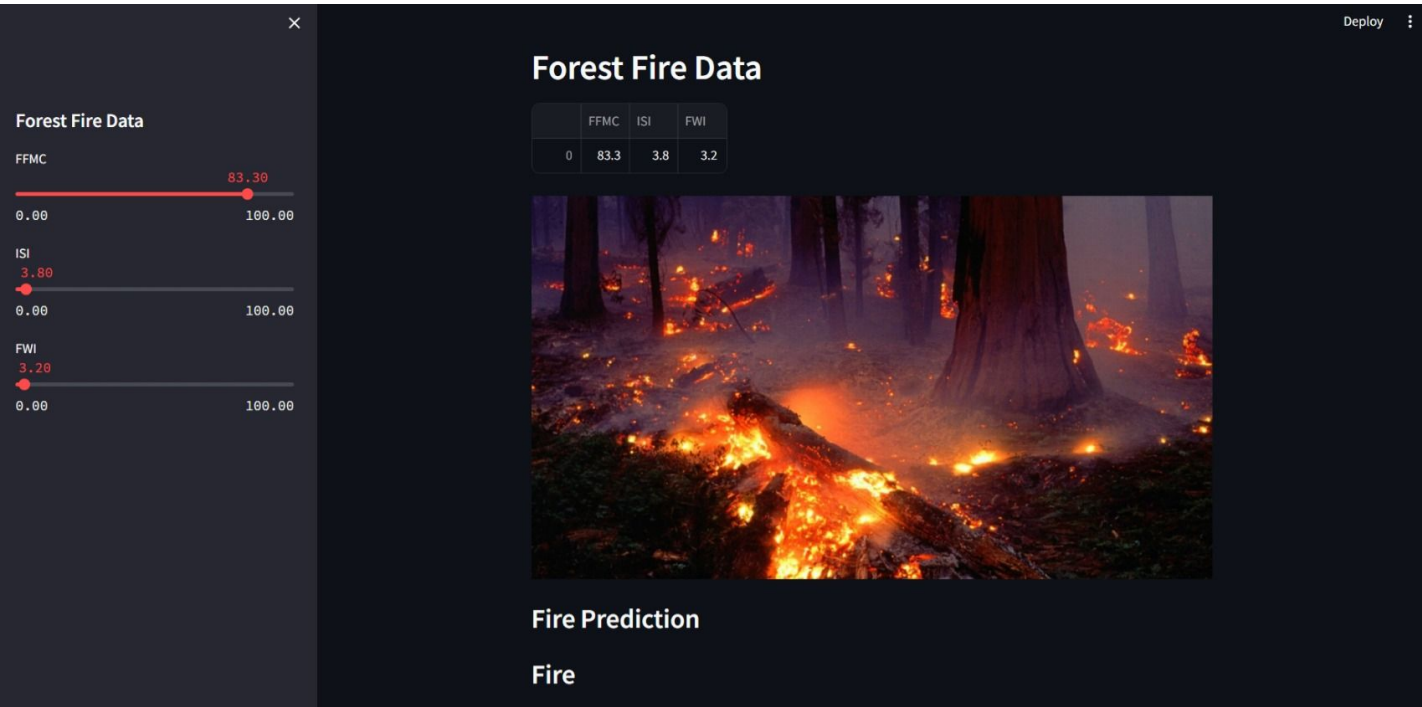 Deploy
Forest Fire Data
FFMC
83.30
0.00 100.00
ISI
3.80
0.00 100.00
FWI
3.20
0.00 100.00
Forest Fire Data
FFMC ISI FWI
0 83.3 3.8 3.2
Fire Prediction
Fire